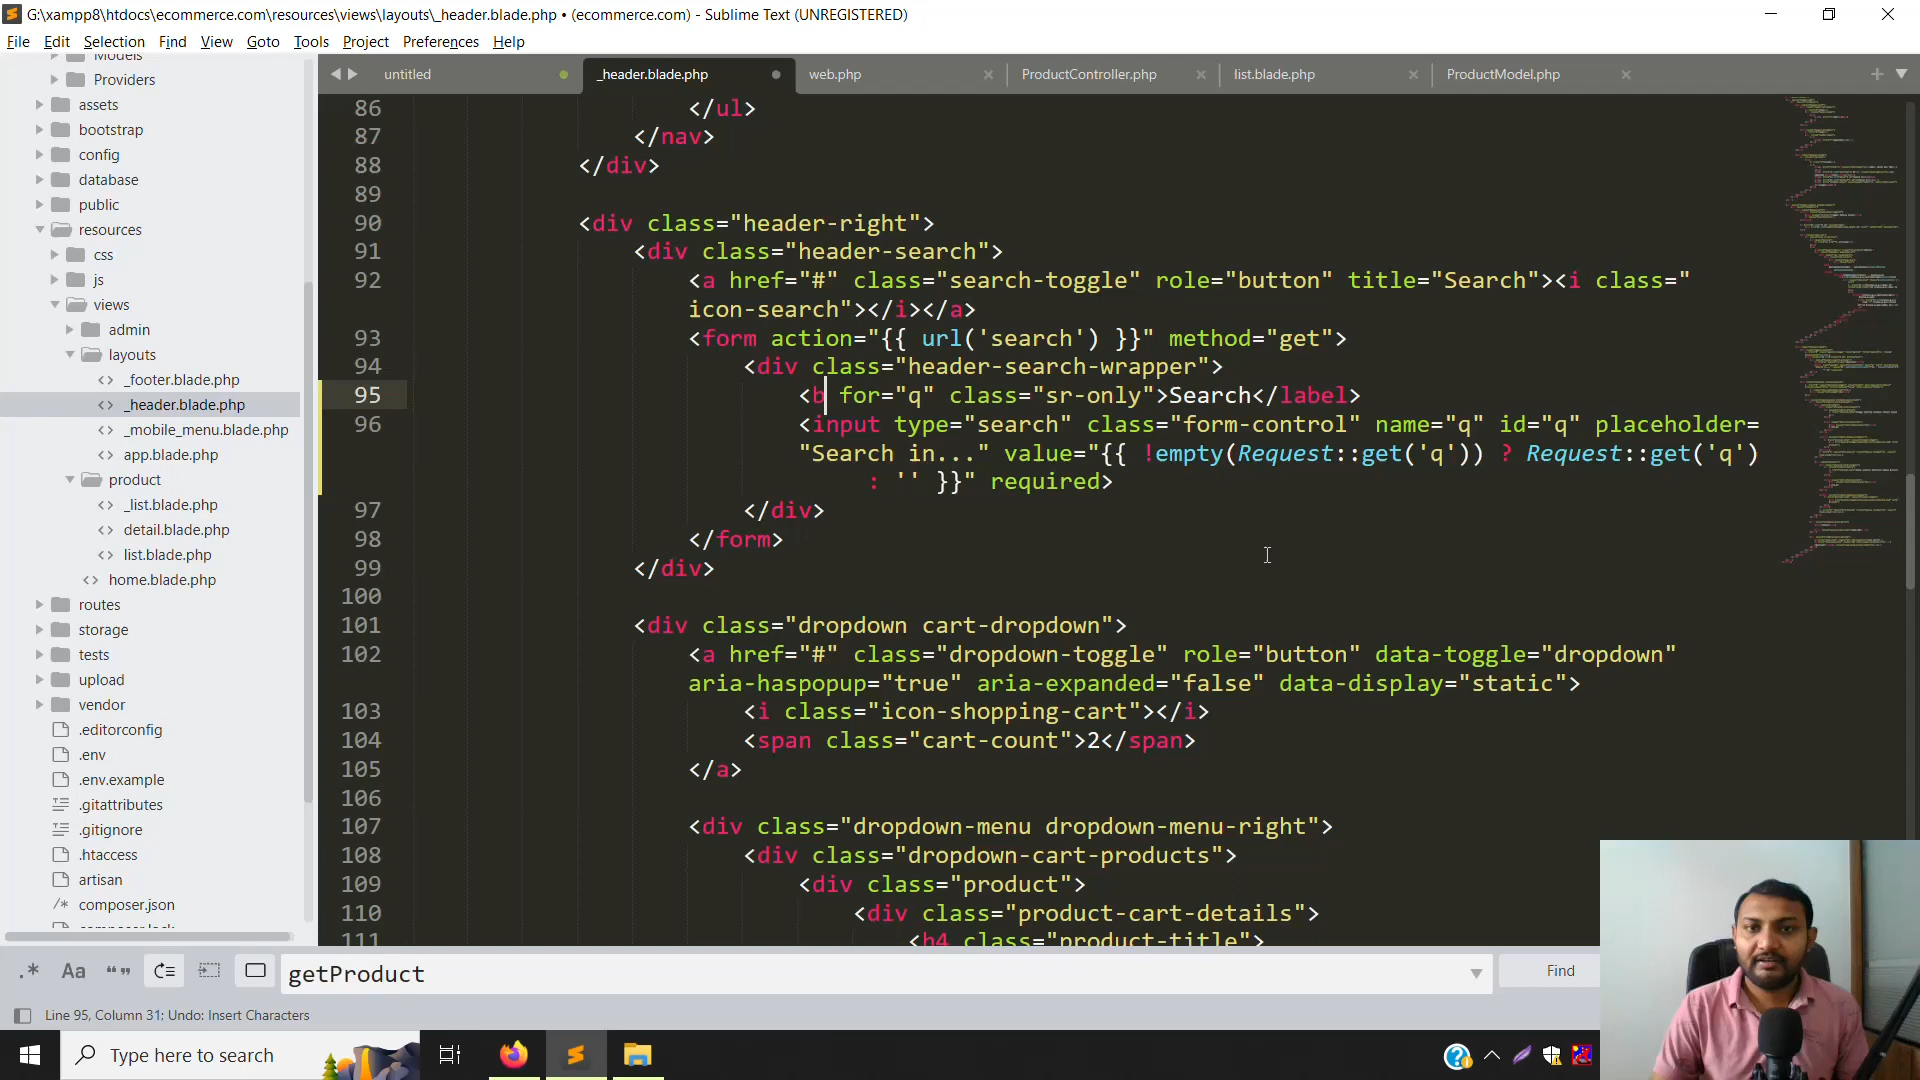 G:\xampp8\htdocs\ecommerce.com\resources\views\layouts\_header.blade.php • (ecommerce.com) - Sublime Text (UNREGISTERED)
File Edit Selection Find View Goto Tools Project Preferences Help
Models
Providers
assets
bootstrap
config
database
public
resources
css
js
views
admin
layouts
_footer.blade.php
_header.blade.php
_mobile_menu.blade.php
app.blade.php
product
_list.blade.php
detail.blade.php
list.blade.php
home.blade.php
routes
storage
tests
upload
vendor
.editorconfig
.env
.env.example
.gitattributes
.gitignore
.htaccess
artisan
composer.json
untitled _header.blade.php web.php ProductController.php list.blade.php ProductModel.php
86 </ul>
87 </nav>
88 </div>
89
90 <div class="header-right">
91 <div class="header-search">
92 <a href="#" class="search-toggle" role="button" title="Search"><i class="
icon-search"></i></a>
93 <form action="{{ url('search') }}" method="get">
94 <div class="header-search-wrapper">
95 <b for="q" class="sr-only">Search</label>
96 <input type="search" class="form-control" name="q" id="q" placeholder=
"Search in..." value="{{ !empty(Request::get('q')) ? Request::get('q')
: '' }}" required>
97 </div>
98 </form>
99 </div>
100
101 <div class="dropdown cart-dropdown">
102 <a href="#" class="dropdown-toggle" role="button" data-toggle="dropdown"
aria-haspopup="true" aria-expanded="false" data-display="static">
103 <i class="icon-shopping-cart"></i>
104 <span class="cart-count">2</span>
105 </a>
106
107 <div class="dropdown-menu dropdown-menu-right">
108 <div class="dropdown-cart-products">
109 <div class="product">
110 <div class="product-cart-details">
111 <h4 class="product-title">
.* Aa “” getProduct Find
Line 95, Column 31; Undo: Insert Characters
Type here to search